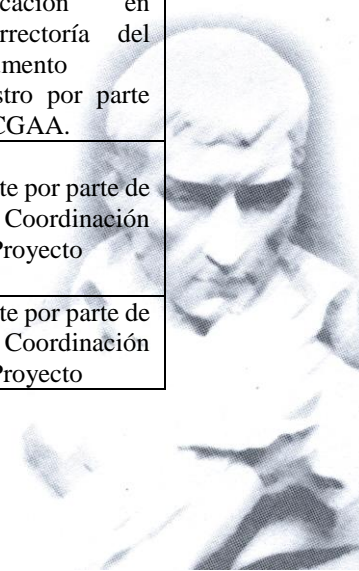 cación en
rrectoría del
umento
stro por parte
CGAA.
te por parte de
Coordinación
Proyecto
te por parte de
Coordinación
Proyecto